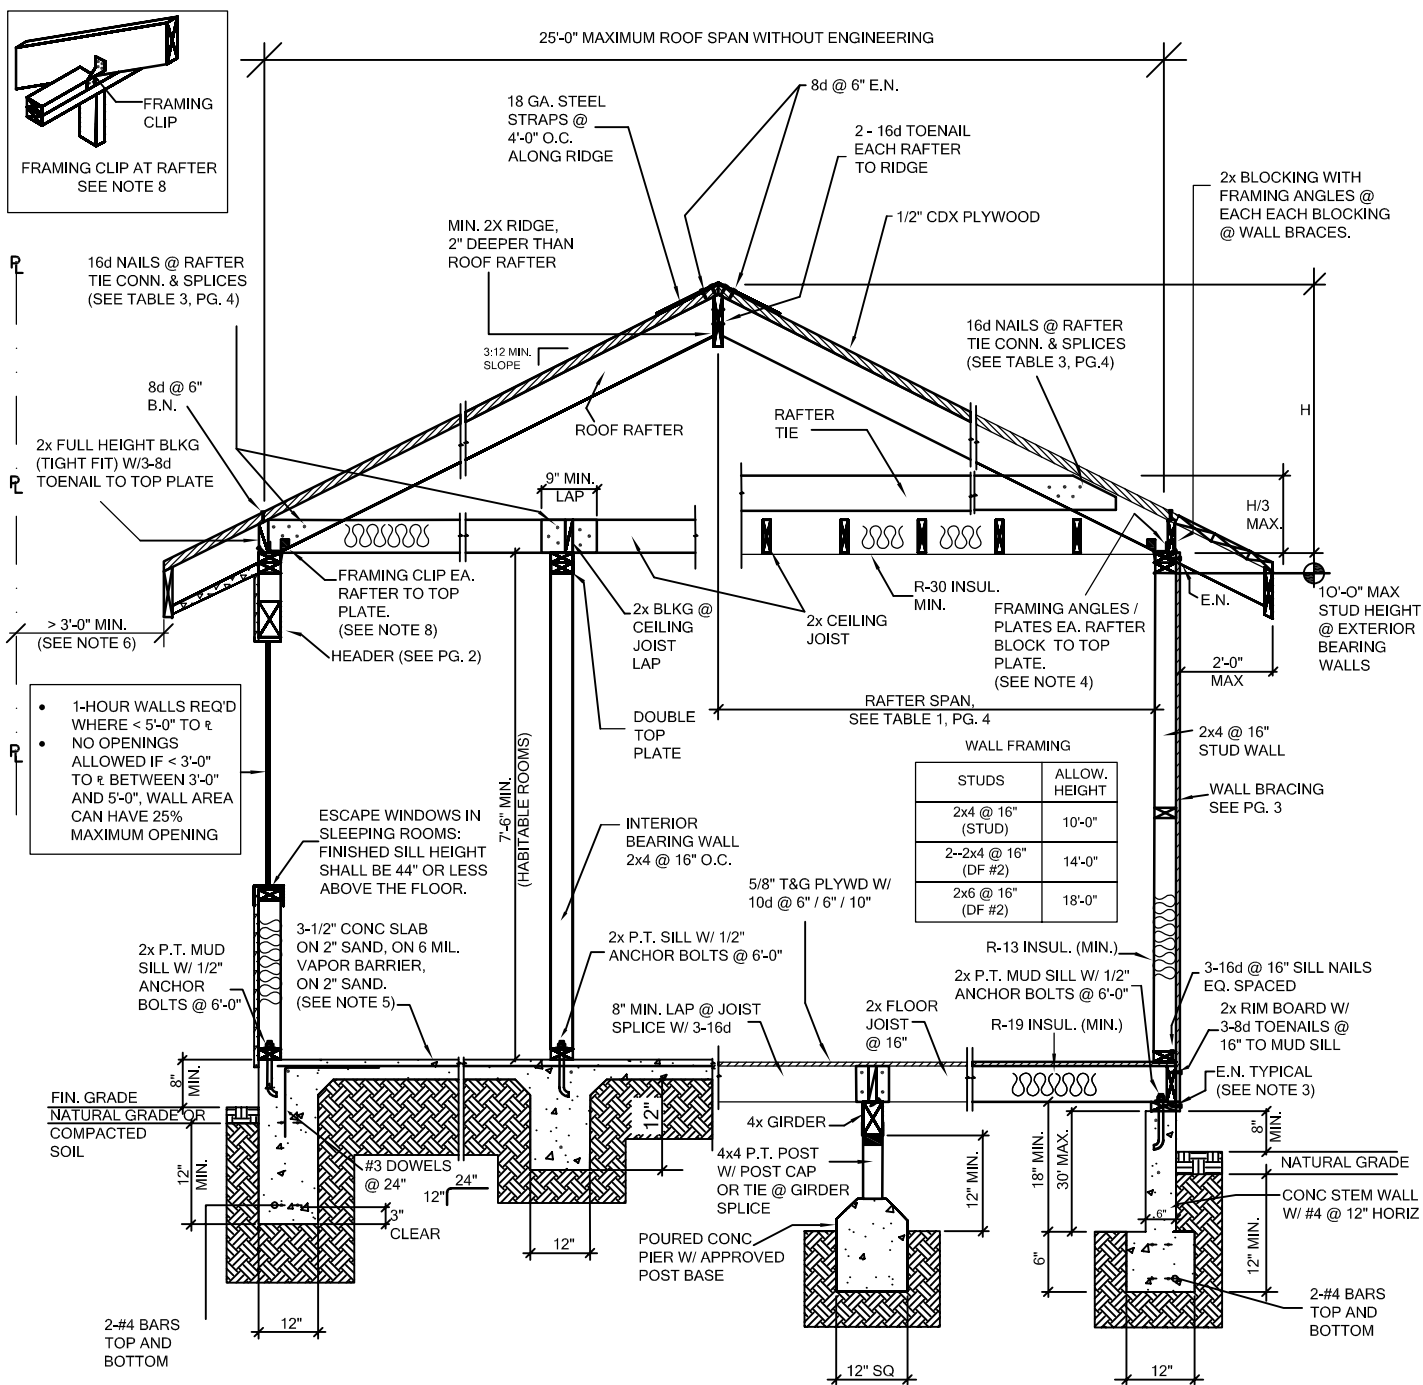 25'-0" MAXIMUM ROOF SPAN WITHOUT ENGINEERING
FRAMING
CLIP
FRAMING CLIP AT RAFTER
SEE NOTE 8
18 GA. STEEL
STRAPS @
4'-0" O.C.
ALONG RIDGE
8d @ 6" E.N.
2 - 16d TOENAIL
EACH RAFTER
TO RIDGE
2x BLOCKING WITH
FRAMING ANGLES @
EACH EACH BLOCKING
@ WALL BRACES.
1/2" CDX PLYWOOD
MIN. 2X RIDGE,
2" DEEPER THAN
ROOF RAFTER
PL
16d NAILS @ RAFTER
TIE CONN. & SPLICES
(SEE TABLE 3, PG. 4)
16d NAILS @ RAFTER
TIE CONN. & SPLICES
(SEE TABLE 3, PG.4)
3:12 MIN.
SLOPE
8d @ 6"
B.N.
H
ROOF RAFTER
RAFTER
TIE
2x FULL HEIGHT BLKG
(TIGHT FIT) W/3-8d
TOENAIL TO TOP PLATE
PL
9" MIN.
LAP
H/3
MAX.
FRAMING CLIP EA.
RAFTER TO TOP
PLATE.
(SEE NOTE 8)
HEADER (SEE PG. 2)
2x BLKG @
CEILING
JOIST
LAP
2x CEILING
JOIST
R-30 INSUL.
MIN.
FRAMING ANGLES /
PLATES EA. RAFTER
BLOCK TO TOP
PLATE.
(SEE NOTE 4)
E.N.
10'-O" MAX
STUD HEIGHT
@ EXTERIOR
BEARING
WALLS
> 3'-0" MIN.
(SEE NOTE 6)
2'-0"
MAX
RAFTER SPAN,
SEE TABLE 1, PG. 4
PL
• 1-HOUR WALLS REQ'D
WHERE < 5'-0" TO PL
• NO OPENINGS
ALLOWED IF < 3'-0"
TO PL BETWEEN 3'-0"
AND 5'-0", WALL AREA
CAN HAVE 25%
MAXIMUM OPENING
DOUBLE
TOP
PLATE
2x4 @ 16"
STUD WALL
WALL FRAMING
STUDS ALLOW.
HEIGHT
2x4 @ 16"
(STUD) 10'-0"
2--2x4 @ 16"
(DF #2) 14'-0"
2x6 @ 16"
(DF #2) 18'-0"
WALL BRACING
SEE PG. 3
7'-6" MIN.
(HABITABLE ROOMS)
ESCAPE WINDOWS IN
SLEEPING ROOMS:
FINISHED SILL HEIGHT
SHALL BE 44" OR LESS
ABOVE THE FLOOR.
INTERIOR
BEARING WALL
2x4 @ 16" O.C.
5/8" T&G PLYWD W/
10d @ 6" / 6" / 10"
3-1/2" CONC SLAB
ON 2" SAND, ON 6 MIL.
VAPOR BARRIER,
ON 2" SAND.
(SEE NOTE 5)
2x P.T. MUD
SILL W/ 1/2"
ANCHOR
BOLTS @ 6'-0"
2x P.T. SILL W/ 1/2"
ANCHOR BOLTS @ 6'-0"
R-13 INSUL. (MIN.)
2x P.T. MUD SILL W/ 1/2"
ANCHOR BOLTS @ 6'-0"
3-16d @ 16" SILL NAILS
EQ. SPACED
8" MIN. LAP @ JOIST
SPLICE W/ 3-16d
2x FLOOR
JOIST
@ 16"
R-19 INSUL. (MIN.)
2x RIM BOARD W/
3-8d TOENAILS @
16" TO MUD SILL
E.N. TYPICAL
(SEE NOTE 3)
8"
MIN.
FIN. GRADE
NATURAL GRADE OR
COMPACTED
SOIL
12"
MIN.
#3 DOWELS
@ 24"
24"
12"
3"
CLEAR
12"
12"
4x GIRDER
4x4 P.T. POST
W/ POST CAP
OR TIE @ GIRDER
SPLICE
12" MIN.
18" MIN.
30' MAX.
6"
6"
8"
MIN.
NATURAL GRADE
CONC STEM WALL
W/ #4 @ 12" HORIZ
12" MIN.
POURED CONC
PIER W/ APPROVED
POST BASE
2-#4 BARS
TOP AND
BOTTOM
12"
12" SQ
12"
2-#4 BARS
TOP AND
BOTTOM